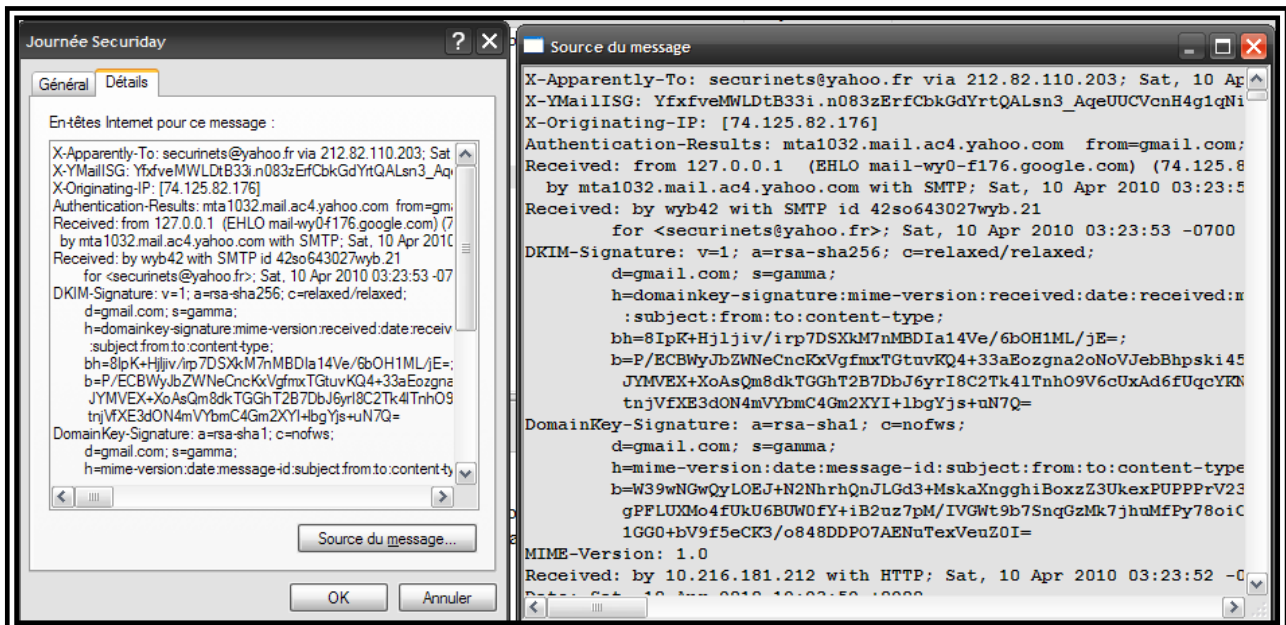 Journée Securiday
Général Détails
En-têtes Internet pour ce message :
X-Apparently-To: securinets@yahoo.fr via 212.82.110.203; Sat
X-YMailISG: YfxfveMWLDtB33i.n083zErfCbkGdYrtQALsn3_Aq
X-Originating-IP: [74.125.82.176]
Authentication-Results: mta1032.mail.ac4.yahoo.com from=gm
Received: from 127.0.0.1 (EHLO mail-wy0-f176.google.com) (7
by mta1032.mail.ac4.yahoo.com with SMTP; Sat, 10 Apr 2010
Received: by wyb42 with SMTP id 42so643027wyb.21
for <securinets@yahoo.fr>; Sat, 10 Apr 2010 03:23:53 -07
DKIM-Signature: v=1; a=rsa-sha256; c=relaxed/relaxed;
d=gmail.com; s=gamma;
h=domainkey-signature:mime-version:received:date:receiv
:subject:from:to:content-type;
bh=8IpK+Hjljiv/irp7DSXkM7nMBDIa14Ve/6bOH1ML/jE=;
b=P/ECBWyJbZWNeCncKxVgfmxTGtuvKQ4+33aEozgna
JYMVEX+XoAsQm8dkTGGhT2B7DbJ6yrI8C2Tk4lTnhO9
tnjVfXE3dON4mVYbmC4Gm2XYI+lbgYjs+uN7Q=
DomainKey-Signature: a=rsa-sha1; c=nofws;
d=gmail.com; s=gamma;
h=mime-version:date:message-id:subject:from:to:content-ty
Source du message...
OK Annuler
Source du message
X-Apparently-To: securinets@yahoo.fr via 212.82.110.203; Sat, 10 Ap
X-YMailISG: YfxfveMWLDtB33i.n083zErfCbkGdYrtQALsn3_AqeUUCVcnH4g1qNi
X-Originating-IP: [74.125.82.176]
Authentication-Results: mta1032.mail.ac4.yahoo.com from=gmail.com;
Received: from 127.0.0.1 (EHLO mail-wy0-f176.google.com) (74.125.8
by mta1032.mail.ac4.yahoo.com with SMTP; Sat, 10 Apr 2010 03:23:5
Received: by wyb42 with SMTP id 42so643027wyb.21
for <securinets@yahoo.fr>; Sat, 10 Apr 2010 03:23:53 -0700
DKIM-Signature: v=1; a=rsa-sha256; c=relaxed/relaxed;
d=gmail.com; s=gamma;
h=domainkey-signature:mime-version:received:date:received:m
:subject:from:to:content-type;
bh=8IpK+Hjljiv/irp7DSXkM7nMBDIa14Ve/6bOH1ML/jE=;
b=P/ECBWyJbZWNeCncKxVgfmxTGtuvKQ4+33aEozgna2oNoVJebBhpski45
JYMVEX+XoAsQm8dkTGGhT2B7DbJ6yrI8C2Tk4lTnhO9V6cUxAd6fUqcYKN
tnjVfXE3dON4mVYbmC4Gm2XYI+lbgYjs+uN7Q=
DomainKey-Signature: a=rsa-sha1; c=nofws;
d=gmail.com; s=gamma;
h=mime-version:date:message-id:subject:from:to:content-type
b=W39wNGwQyLOEJ+N2NhrhQnJLGd3+MskaXngghiBoxzZ3UkexPUPPPrV23
gPFLUXMo4fUkU6BUW0fY+iB2uz7pM/IVGWt9b7SnqGzMk7jhuMfPy78oiC
1GG0+bV9f5eCK3/o848DDPO7AENuTexVeuZ0I=
MIME-Version: 1.0
Received: by 10.216.181.212 with HTTP; Sat, 10 Apr 2010 03:23:52 -0